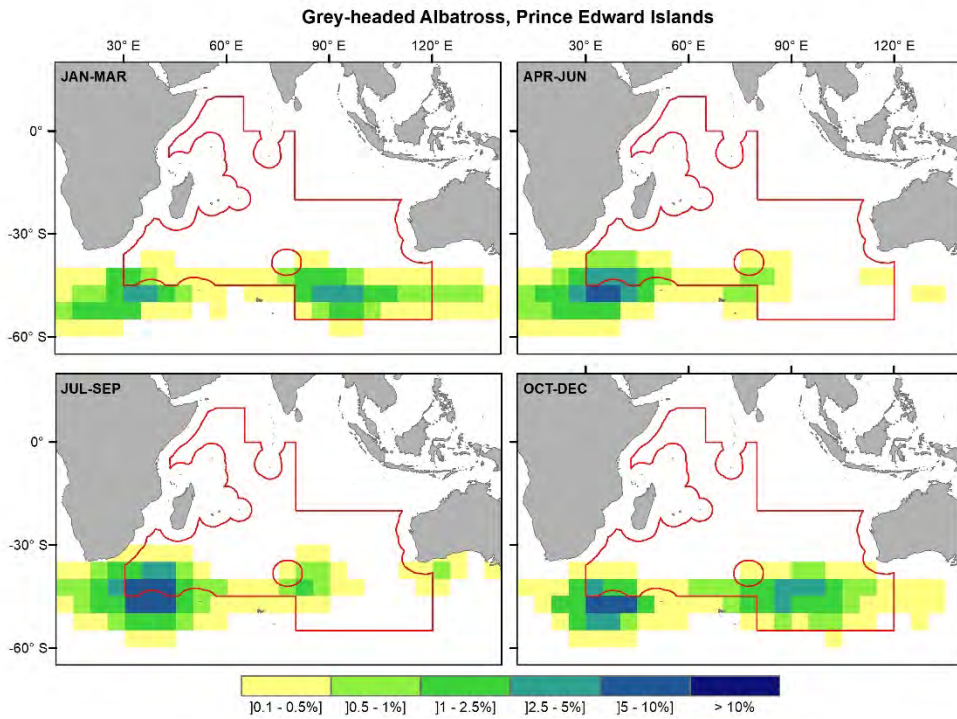 Grey-headed Albatross, Prince Edward Islands
30° E 60° E 90° E 120° E 30° E 60° E 90° E 120° E
JAN-MAR APR-JUN
0°
-30° S
-60° S
JUL-SEP OCT-DEC
0°
-30° S
-60° S
]0.1 - 0.5%] ]0.5 - 1%] ]1 - 2.5%] ]2.5 - 5%] ]5 - 10%] > 10%